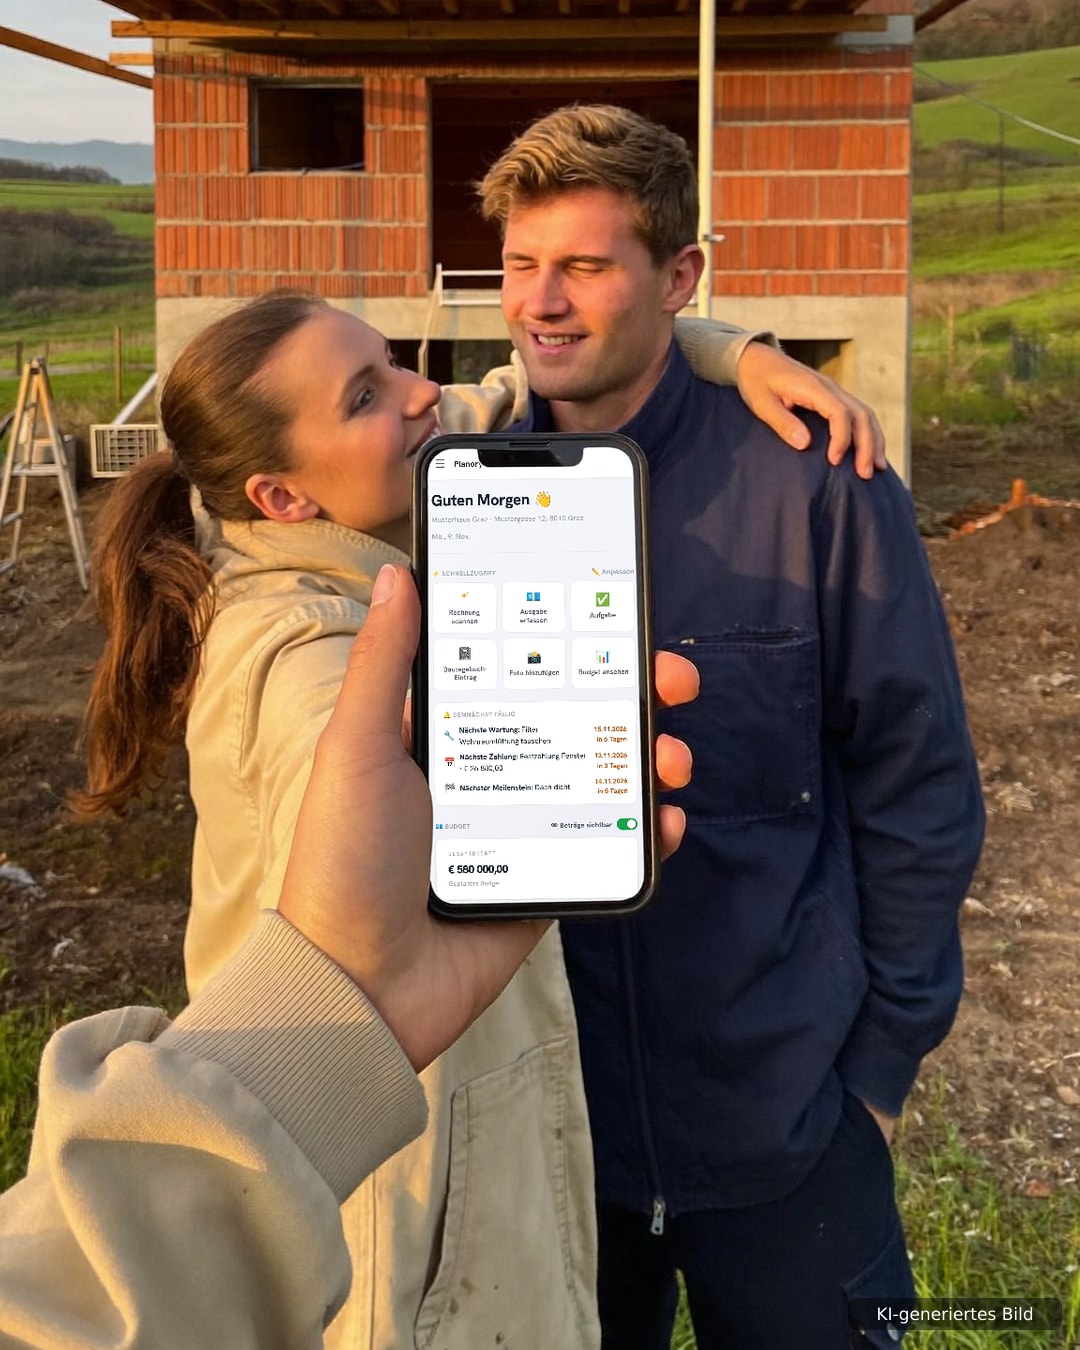 Planory
Guten Morgen 👋
Musterhaus Graz · Mustergasse 12, 8010 Graz
Mo., 9. Nov.
⚡ SCHNELLZUGRIFF
✏️ Anpassen
Rechnung
scannen
Ausgabe
erfassen
Aufgabe
Bautagebuch-
Eintrag
Foto hinzufügen
Budget ansehen
🔔 DEMNÄCHST FÄLLIG
Nächste Wartung: Filter
Wohnraumlüftung tauschen
15.11.2026
in 6 Tagen
Nächste Zahlung: Restzahlung Fenster
12.11.2026
in 3 Tagen
Nächster Meilenstein: Dach dicht
14.11.2026
in 5 Tagen
BUDGET
Beträge sichtbar
GESAMTBUDGET
€ 580 000,00
Geplantes Budget
KI-generiertes Bild